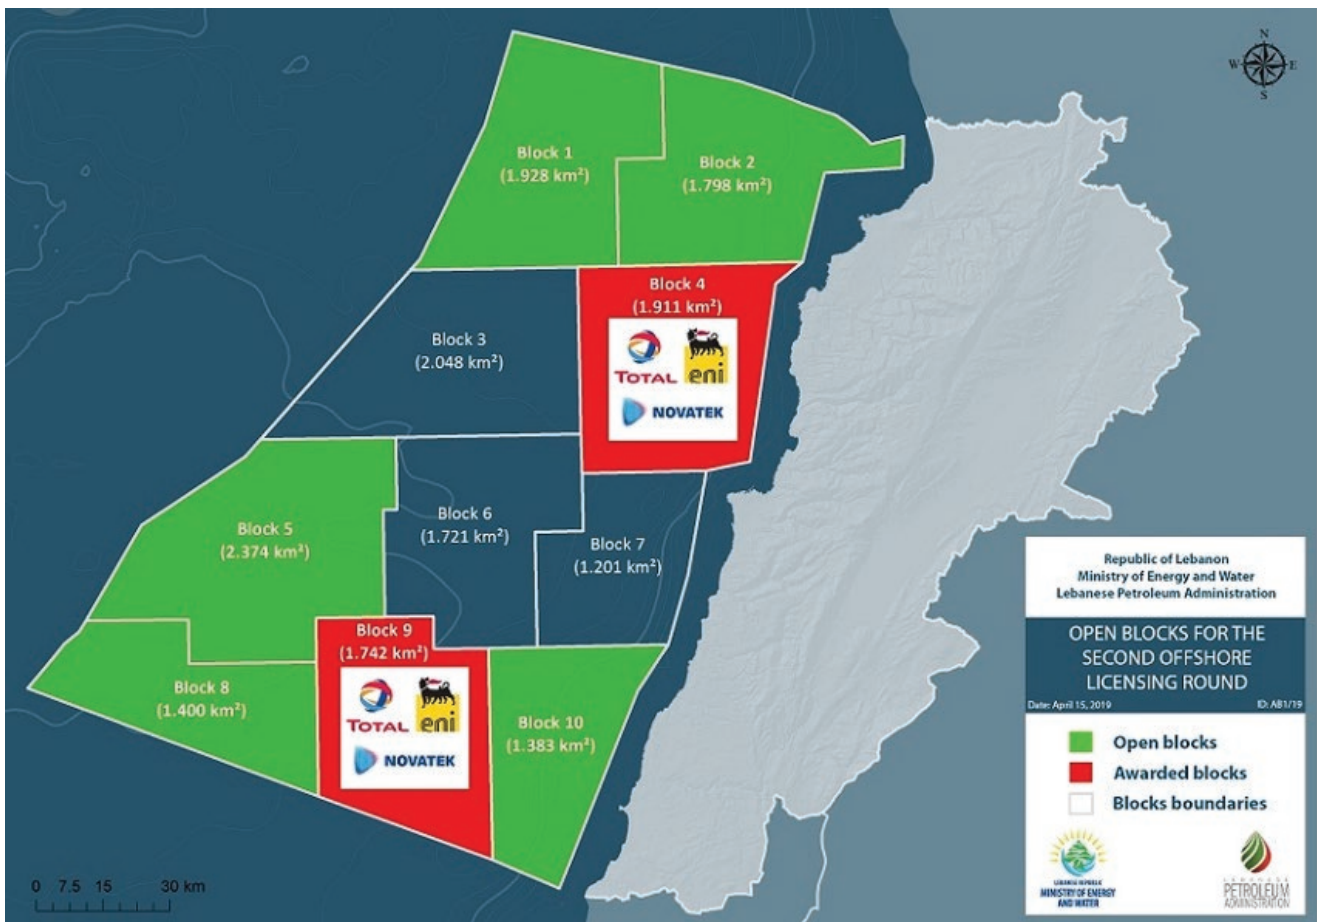 N
W E
S
Block 1
(1.928 km²)
Block 2
(1.798 km²)
Block 4
(1.911 km²)
TOTAL eni
NOVATEK
Block 3
(2.048 km²)
Block 5
(2.374 km²)
Block 6
(1.721 km²)
Block 7
(1.201 km²)
Block 9
(1.742 km²)
TOTAL eni
NOVATEK
Block 8
(1.400 km²)
Block 10
(1.383 km²)
0 7.5 15 30 km
Republic of Lebanon
Ministry of Energy and Water
Lebanese Petroleum Administration
OPEN BLOCKS FOR THE
SECOND OFFSHORE
LICENSING ROUND
Date: April 15, 2019 ID: AB1/19
Open blocks
Awarded blocks
Blocks boundaries
LEBANESE REPUBLIC
MINISTRY OF ENERGY
AND WATER
LEBANESE
PETROLEUM
ADMINISTRATION